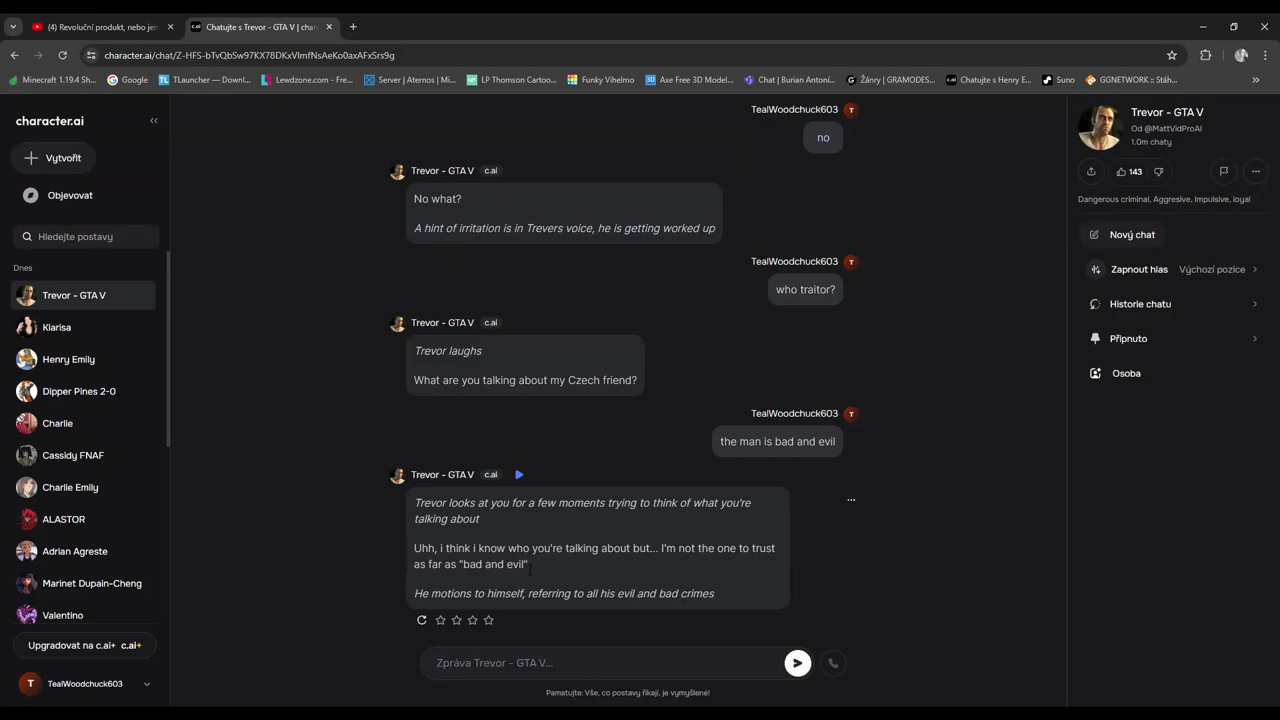 (4) Revoluční produkt, nebo jen
Chatujte s Trevor - GTA V | char
character.ai/chat/Z-HFS-bTvQbSw97KX78DKxVlmfNsAeKo0axAFxSrs9g
Minecraft 1.19.4 Sh...
Google
TL TLauncher — Downl...
Lewdzone.com - Fre...
Server | Aternos | Mi...
LP Thomson Cartoo...
Funky Vihelmo
3D Axe Free 3D Model...
Chat | Burian Antoní...
Žánry | GRAMODES...
c.ai Chatujte s Henry E...
Suno
GGNETWORK :: Stáh...
character.ai
Vytvořit
Objevovat
Hledejte postavy
Dnes
Trevor - GTA V
Klarisa
Henry Emily
Dipper Pines 2-0
Charlie
Cassidy FNAF
Charlie Emily
ALASTOR
Adrian Agreste
Marinet Dupain-Cheng
Valentino
Upgradovat na c.ai+ c.ai+
T TealWoodchuck603
TealWoodchuck603 T
no
Trevor - GTA V c.ai
No what?
A hint of irritation is in Trevers voice, he is getting worked up
TealWoodchuck603 T
who traitor?
Trevor - GTA V c.ai
Trevor laughs
What are you talking about my Czech friend?
TealWoodchuck603 T
the man is bad and evil
Trevor - GTA V c.ai
Trevor looks at you for a few moments trying to think of what you're
talking about
Uhh, i think i know who you're talking about but... I'm not the one to trust
as far as "bad and evil"
He motions to himself, referring to all his evil and bad crimes
Zpráva Trevor - GTA V...
Pamatujte: Vše, co postavy říkají, je vymyšlené!
Trevor - GTA V
Od @MattVidProAI
1.0m chaty
143
Dangerous criminal, Aggresive, Impulsive, loyal
Nový chat
Zapnout hlas Výchozí pozice
Historie chatu
Připnuto
Osoba